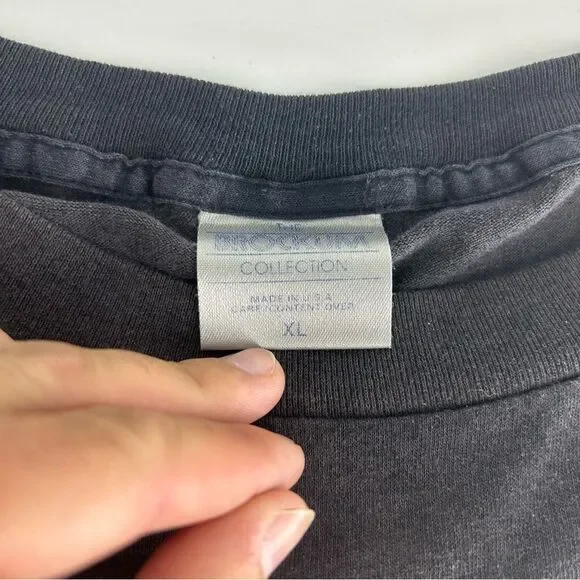 THE
BROCKUM
COLLECTION
MADE IN U.S.A.
CARE/CONTENT OVER
XL